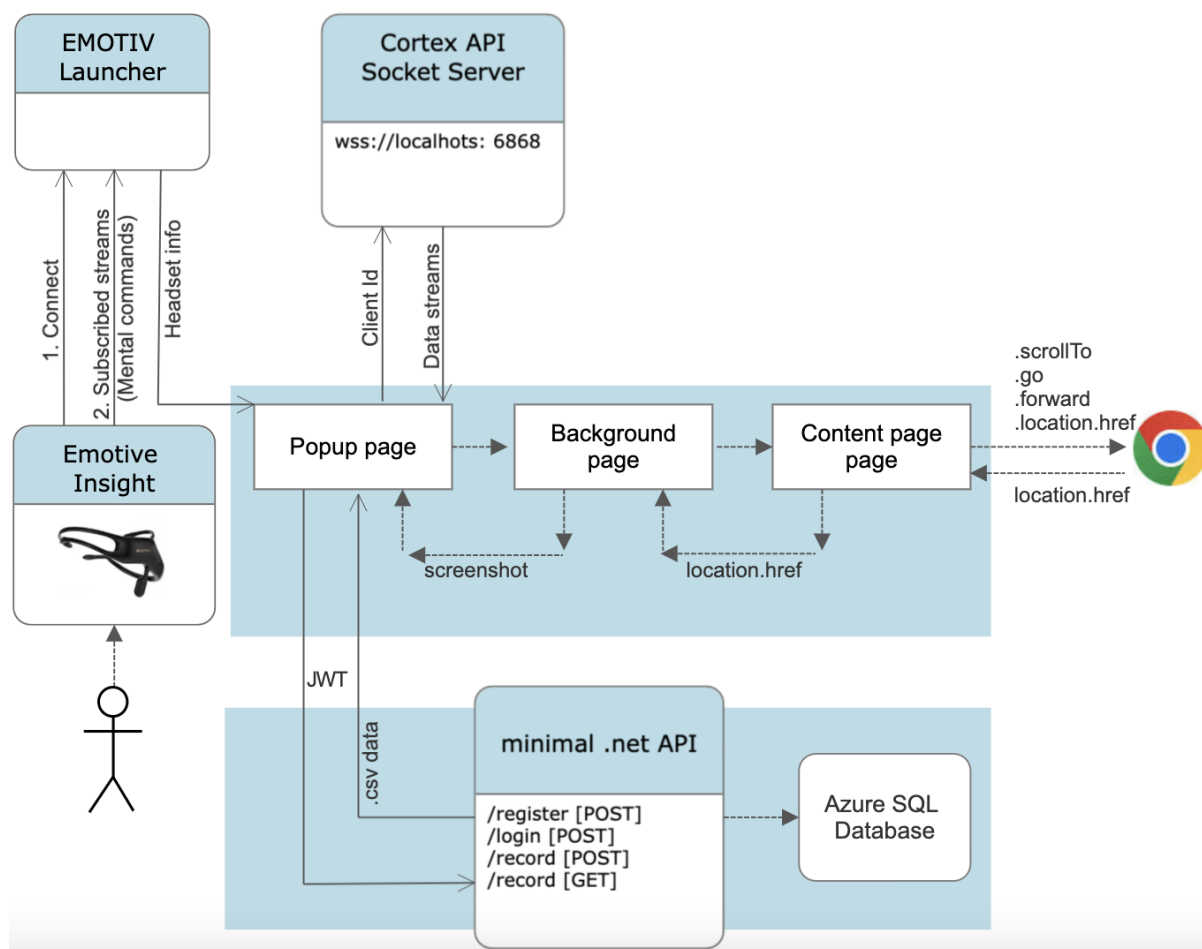 EMOTIV
Launcher
Cortex API
Socket Server
wss://localhots: 6868
1. Connect
2. Subscribed streams
(Mental commands)
Headset info
Client Id
Data streams
.scrollTo
.go
.forward
.location.href
location.href
Popup page
Background
page
Content page
page
screenshot
location.href
Emotive
Insight
JWT
.csv data
minimal .net API
/register [POST]
/login [POST]
/record [POST]
/record [GET]
Azure SQL
Database